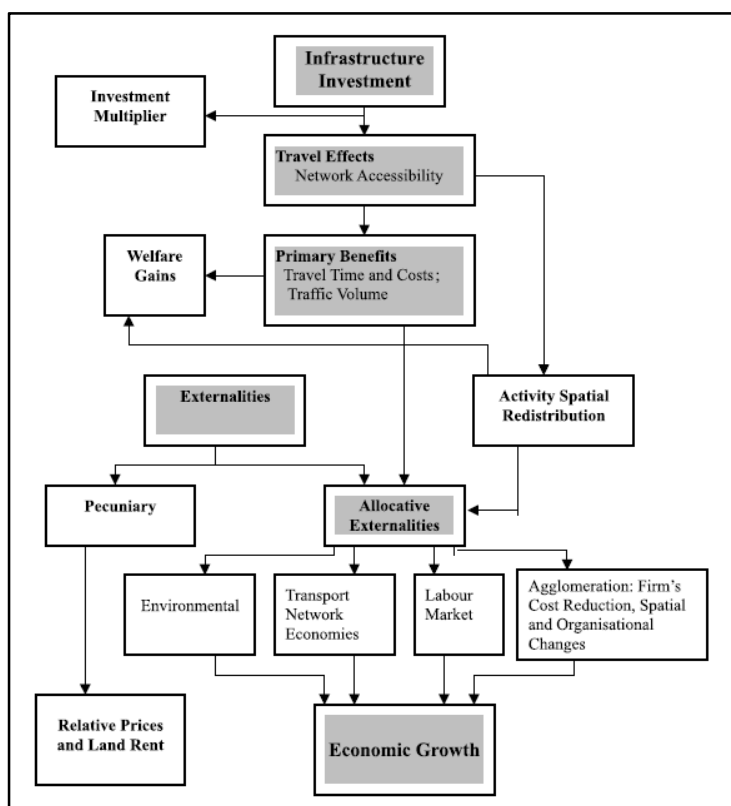 Infrastructure
Investment
Investment
Multiplier
Travel Effects
Network Accessibility
Primary Benefits
Travel Time and Costs;
Traffic Volume
Welfare
Gains
Externalities
Activity Spatial
Redistribution
Pecuniary
Allocative
Externalities
Environmental
Transport
Network
Economies
Labour
Market
Agglomeration: Firm's
Cost Reduction, Spatial
and Organisational
Changes
Relative Prices
and Land Rent
Economic Growth